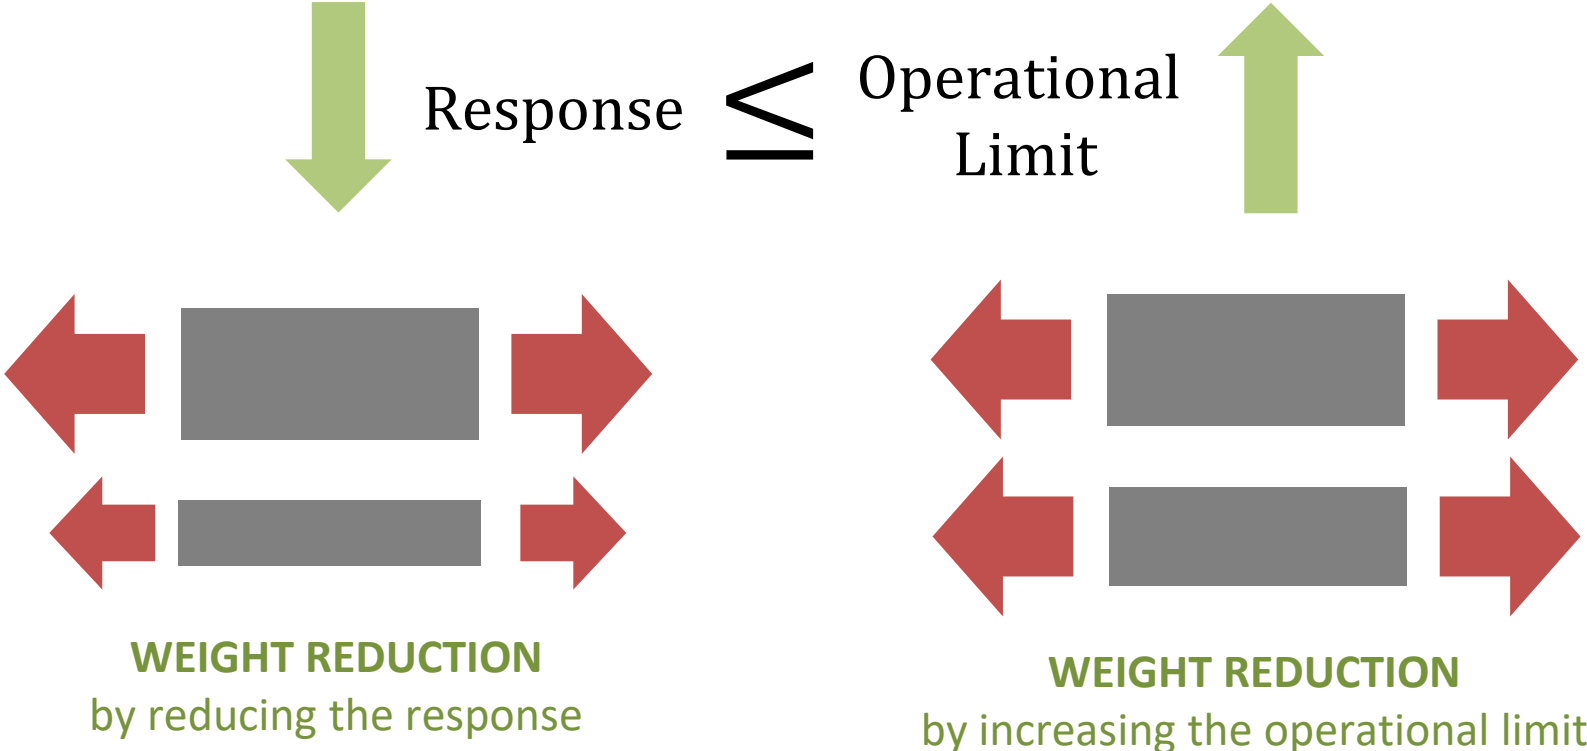 Response ≤ Operational
Limit
WEIGHT REDUCTION
by reducing the response
WEIGHT REDUCTION
by increasing the operational limit